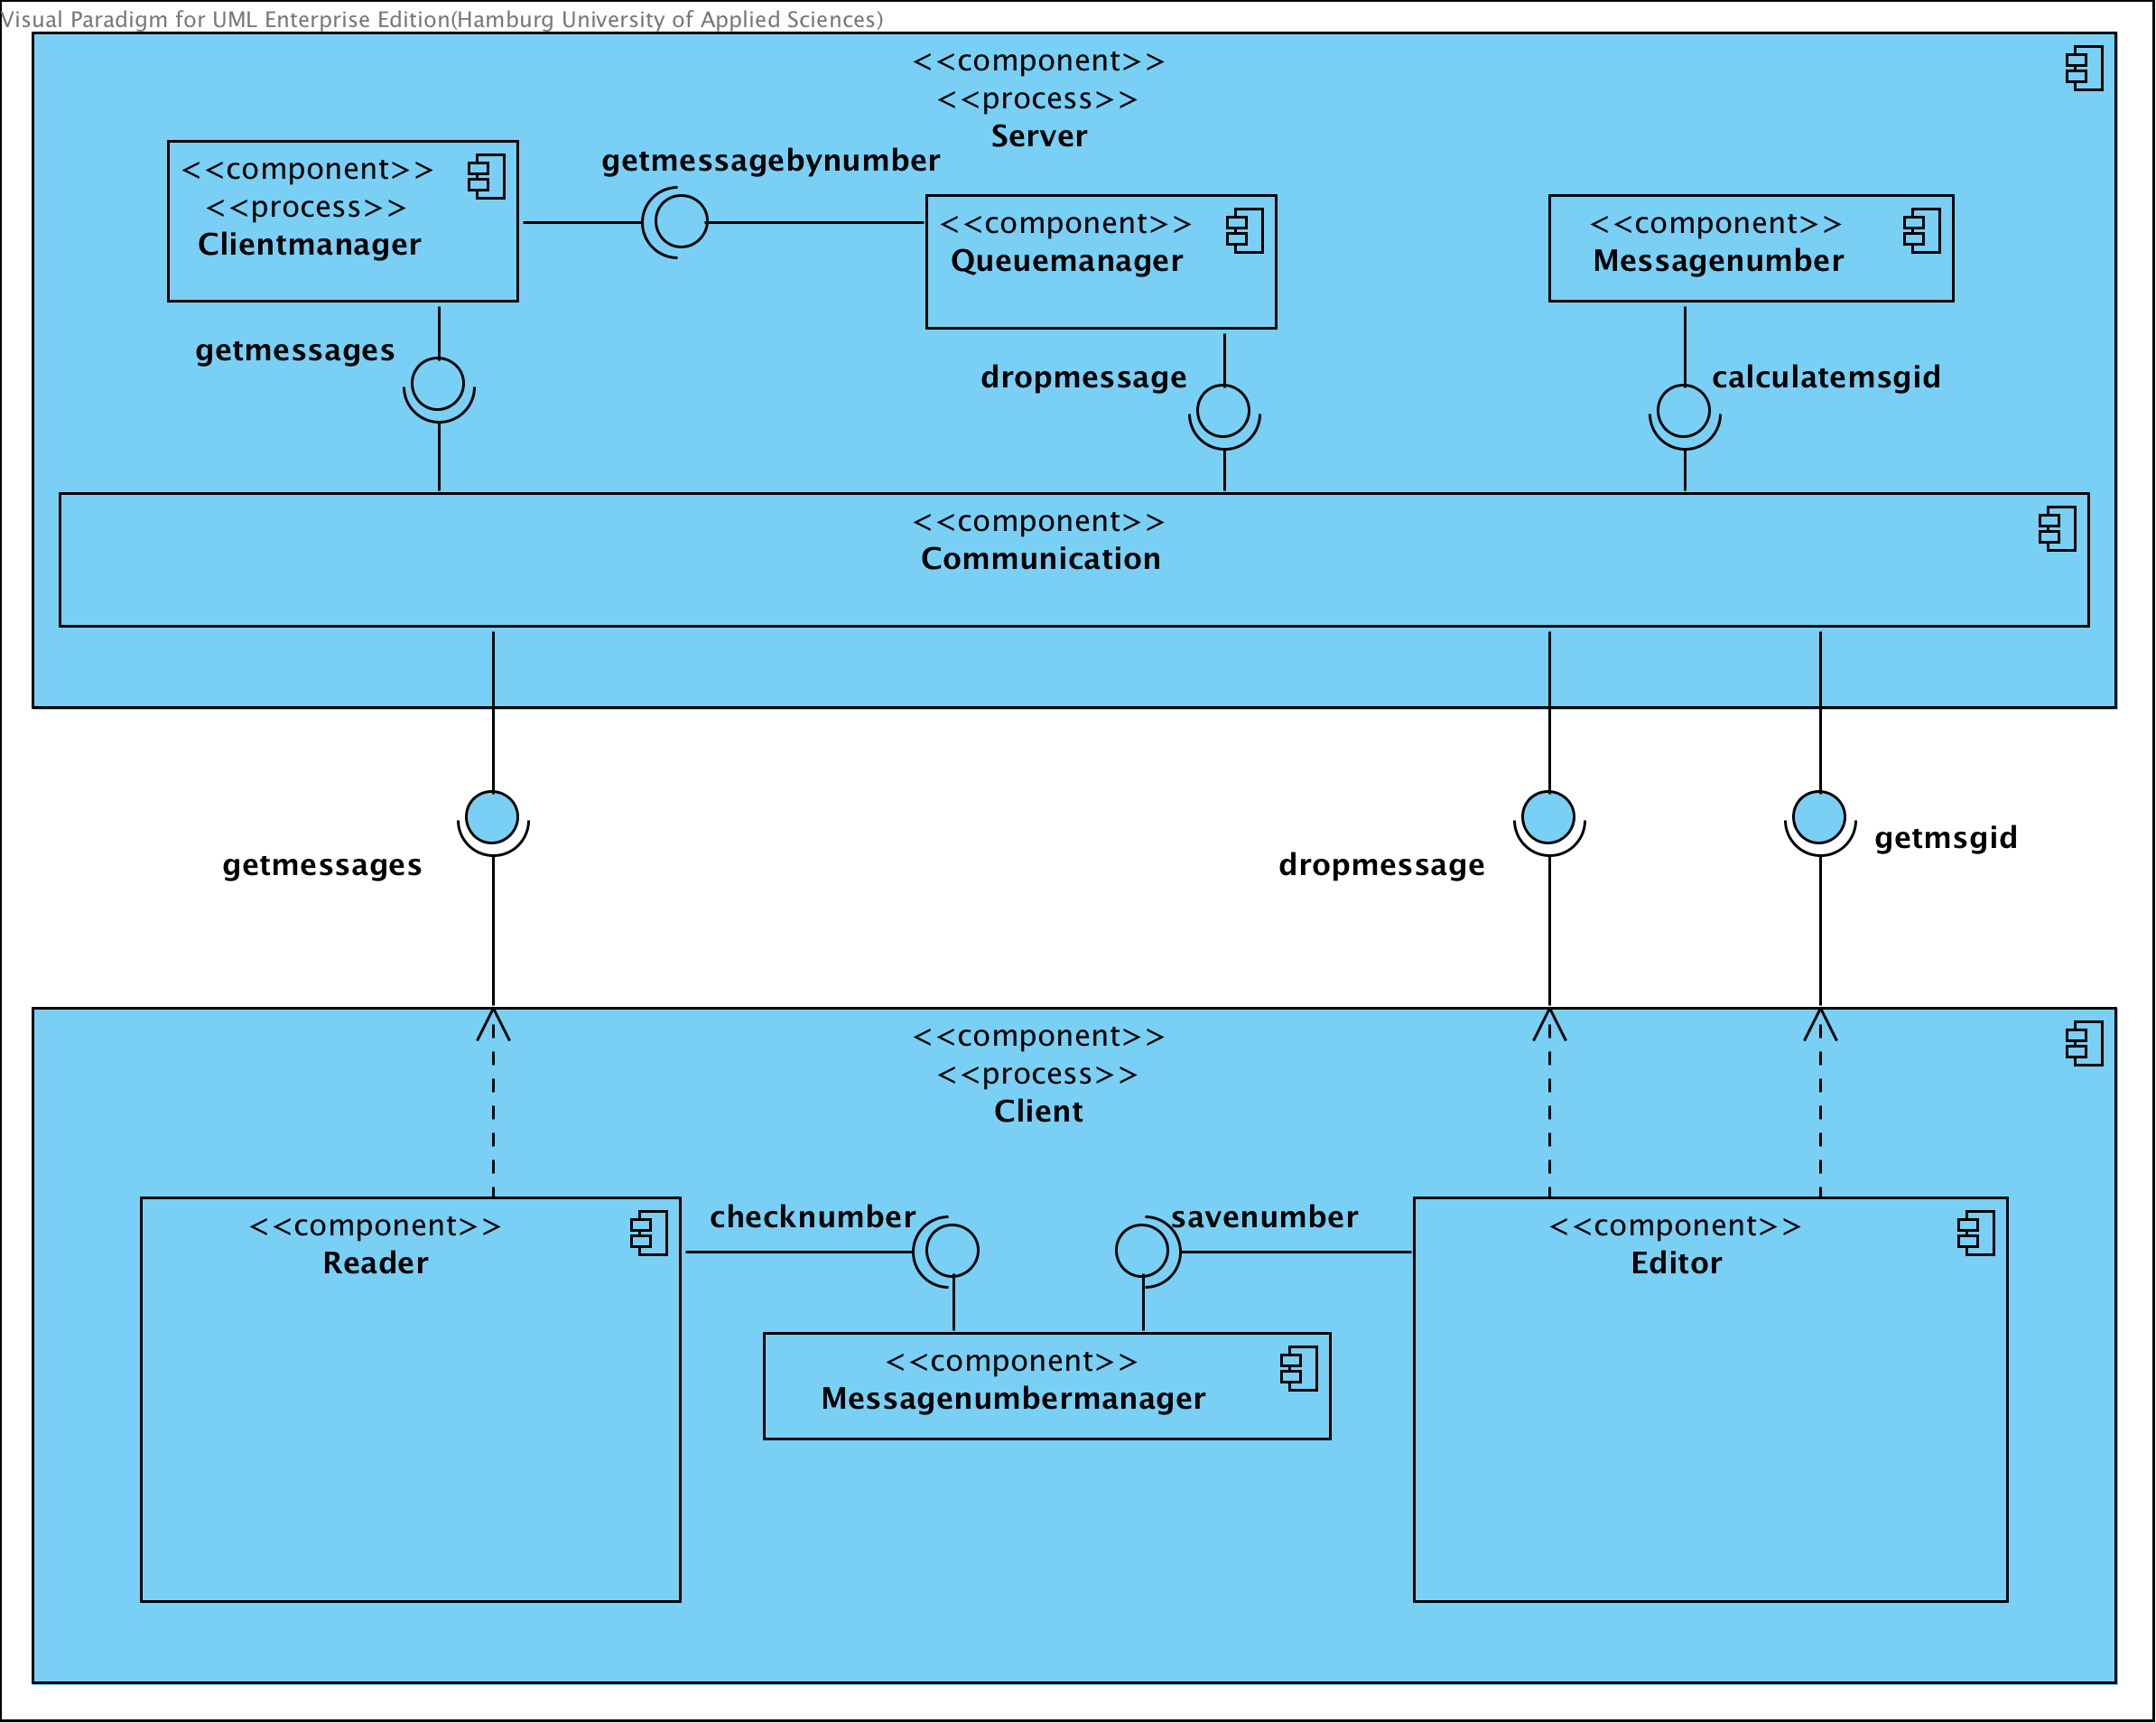 Visual Paradigm for UML Enterprise Edition(Hamburg University of Applied Sciences)
<<component>>
<<process>>
Server
<<component>>
<<process>>
Clientmanager
getmessagebynumber
<<component>>
Queuemanager
<<component>>
Messagenumber
getmessages
dropmessage
calculatemsgid
<<component>>
Communication
getmessages
dropmessage
getmsgid
<<component>>
<<process>>
Client
<<component>>
Reader
checknumber
savenumber
<<component>>
Editor
<<component>>
Messagenumbermanager